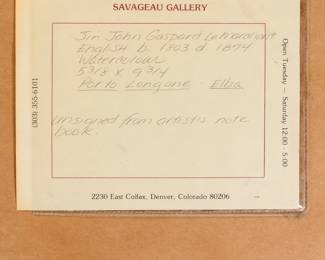 SAVAGEAU GALLERY
Sir John Gaspard Lemarchant
English b. 1803 d 1874
Watercolour
5 3/8 x 9 3/4
Porto Longone - Elba
Unsigned from artists note
book
2230 East Colfax, Denver, Colorado 80206
Open Tuesday — Saturday 12:00 - 5:00
(303) 355-6101